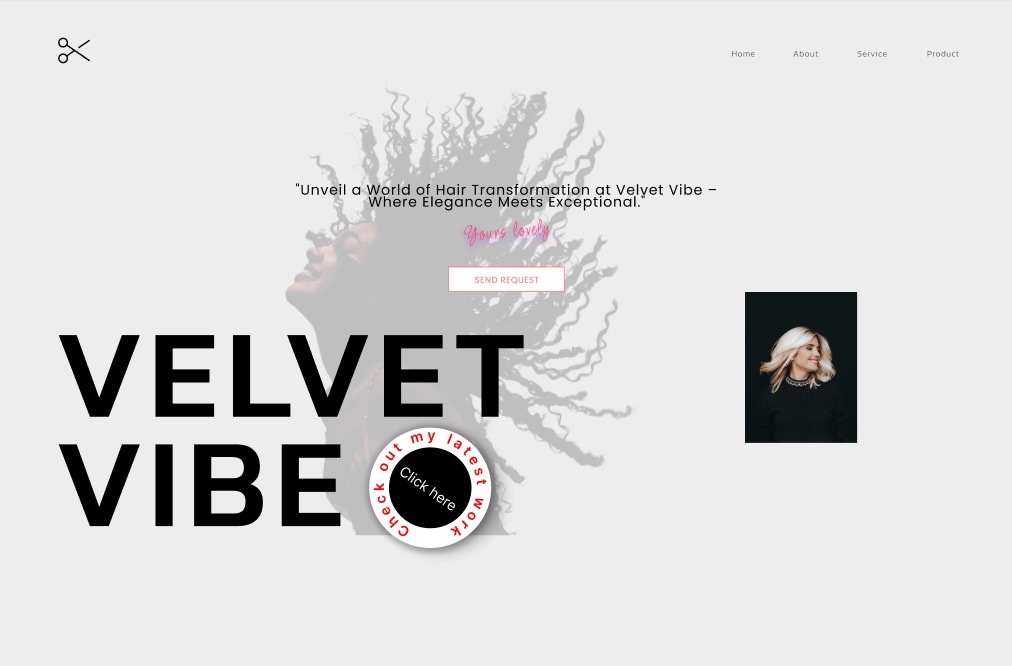 Home About Service Product
"Unveil a World of Hair Transformation at Velvet Vibe –
Where Elegance Meets Exceptional."
Yours lovely
SEND REQUEST
VELVET
VIBE
Check out my latest work
Click here